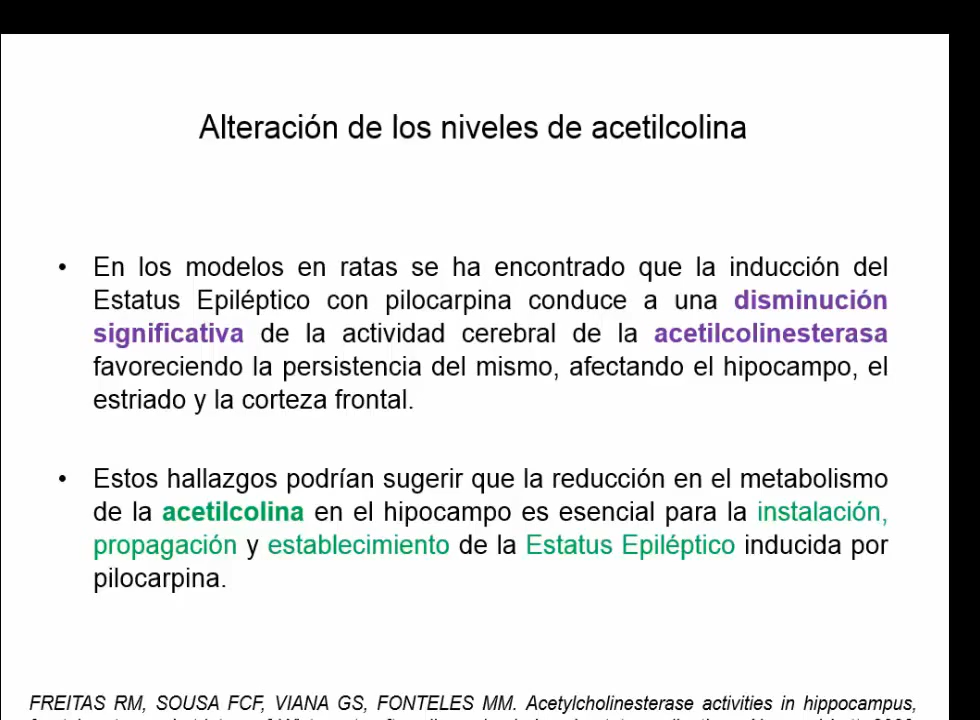 Alteración de los niveles de acetilcolina
• En los modelos en ratas se ha encontrado que la inducción del
Estatus Epiléptico con pilocarpina conduce a una disminución
significativa de la actividad cerebral de la acetilcolinesterasa
favoreciendo la persistencia del mismo, afectando el hipocampo, el
estriado y la corteza frontal.
• Estos hallazgos podrían sugerir que la reducción en el metabolismo
de la acetilcolina en el hipocampo es esencial para la instalación,
propagación y establecimiento de la Estatus Epiléptico inducida por
pilocarpina.
FREITAS RM, SOUSA FCF, VIANA GS, FONTELES MM. Acetylcholinesterase activities in hippocampus,